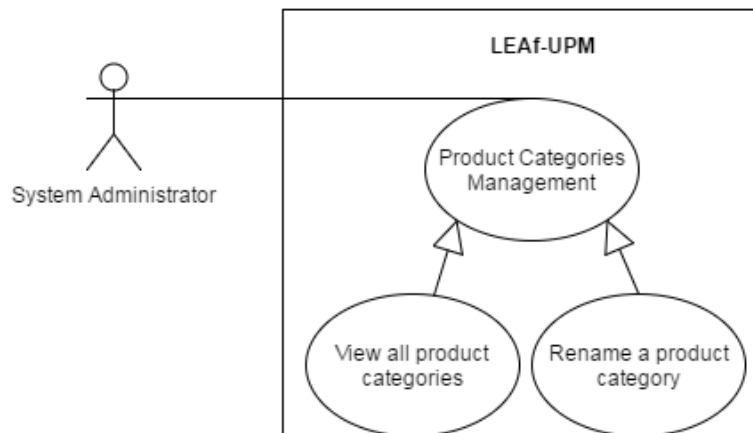 LEAf-UPM
Product Categories
Management
System Administrator
View all product
categories
Rename a product
category